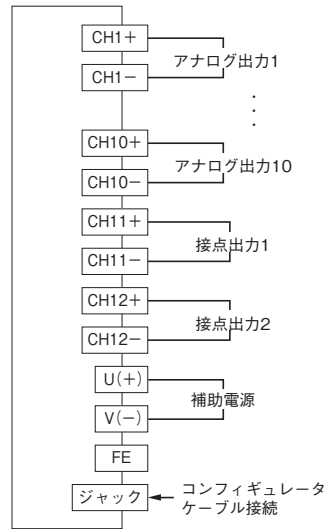 CH1+
CH1−
アナログ出力1
CH10+
CH10−
アナログ出力10
CH11+
CH11−
接点出力1
CH12+
CH12−
接点出力2
U(+)
V(−)
補助電源
FE
ジャック
コンフィギュレータ
ケーブル接続